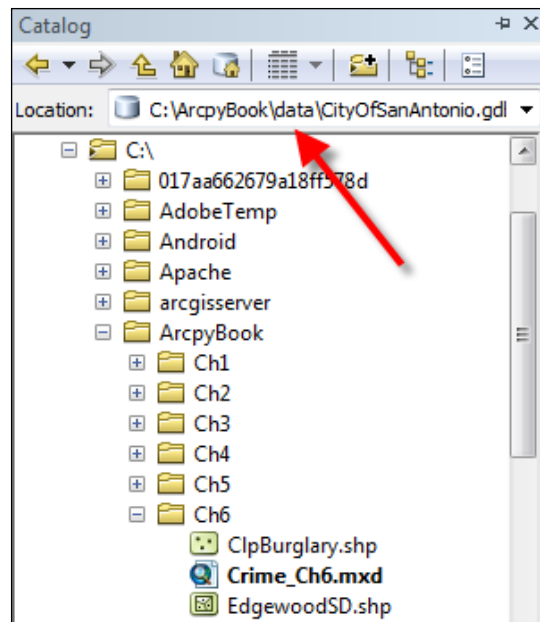 Catalog
Location: C:\ArcpyBook\data\CityOfSanAntonio.gdl
C:\
017aa662679a18ff578d
AdobeTemp
Android
Apache
arcgisserver
ArcpyBook
Ch1
Ch2
Ch3
Ch4
Ch5
Ch6
ClpBurglary.shp
Crime_Ch6.mxd
EdgewoodSD.shp